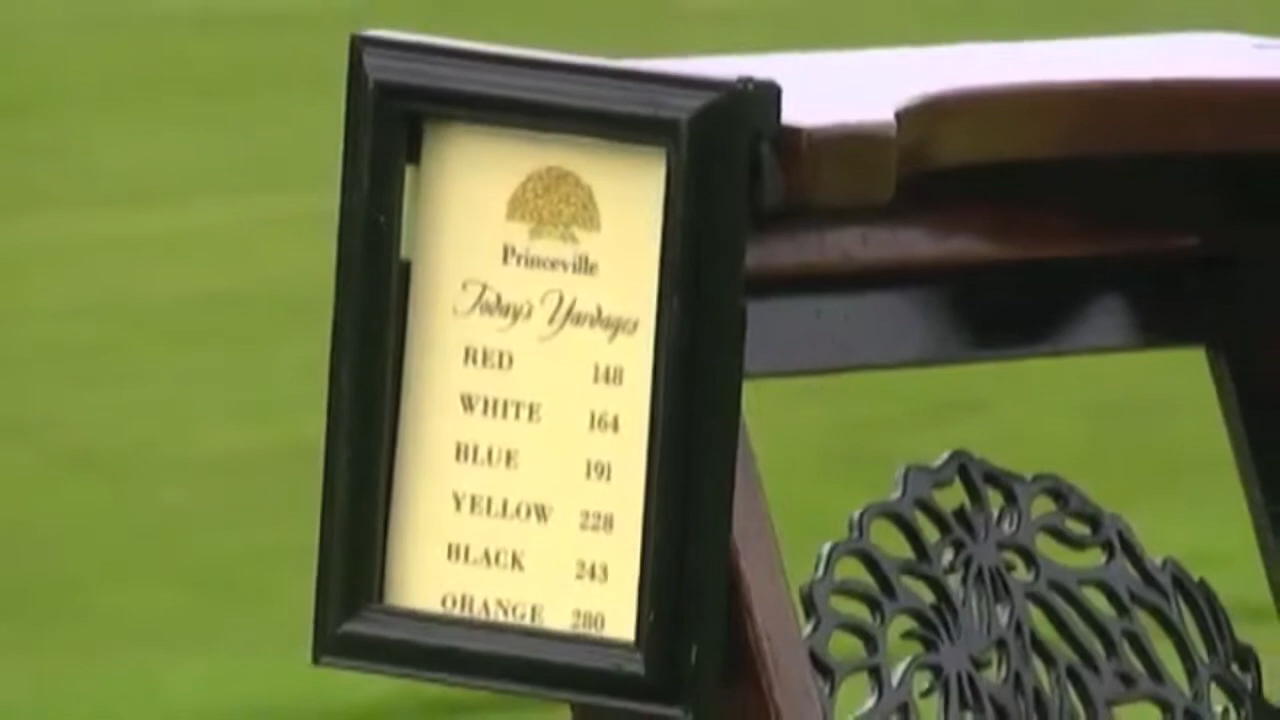 Princeville
Today's Yardages
RED 148
WHITE 164
BLUE 191
YELLOW 228
BLACK 243
ORANGE 280